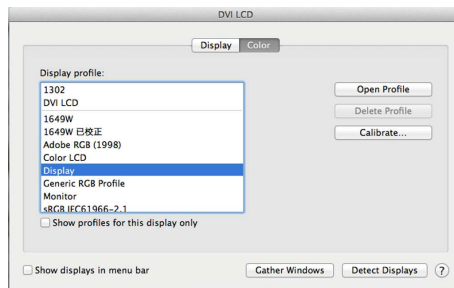 DVI LCD
Display Color
Display profile:
1302
DVI LCD
1649W
1649W 已校正
Adobe RGB (1998)
Color LCD
Display
Generic RGB Profile
Monitor
sRGB IEC61966-2.1
Show profiles for this display only
Open Profile
Delete Profile
Calibrate...
Show displays in menu bar
Gather Windows
Detect Displays
?